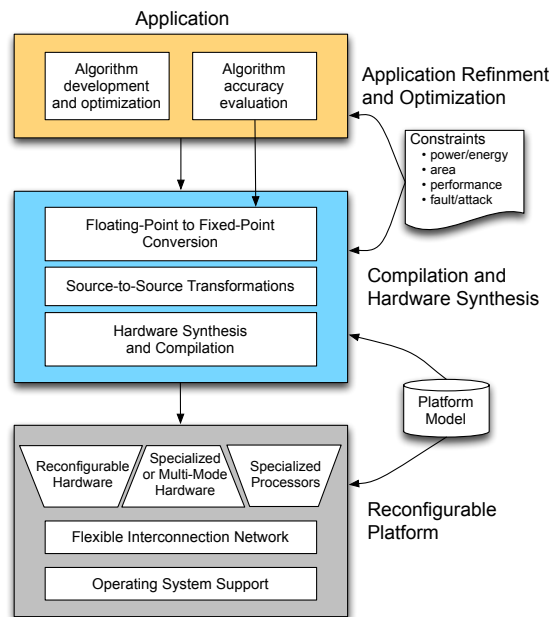 Application
Algorithm
development
and optimization
Algorithm
accuracy
evaluation
Application Refinment
and Optimization
Constraints
• power/energy
• area
• performance
• fault/attack
Floating-Point to Fixed-Point
Conversion
Source-to-Source Transformations
Hardware Synthesis
and Compilation
Compilation and
Hardware Synthesis
Platform
Model
Reconfigurable
Hardware
Specialized
or Multi-Mode
Hardware
Specialized
Processors
Flexible Interconnection Network
Operating System Support
Reconfigurable
Platform